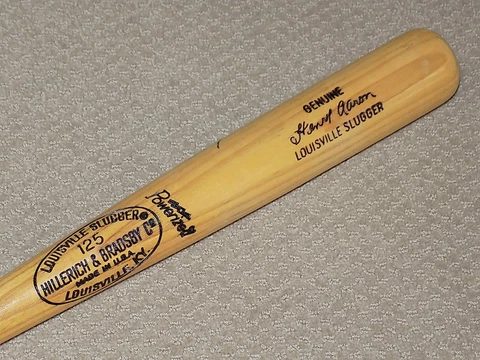 GENUINE
Henry Aaron
LOUISVILLE SLUGGER
Powerized
LOUISVILLE SLUGGER
125
HILLERICH & BRADSBY Co
MADE IN U.S.A.
LOUISVILLE, KY.